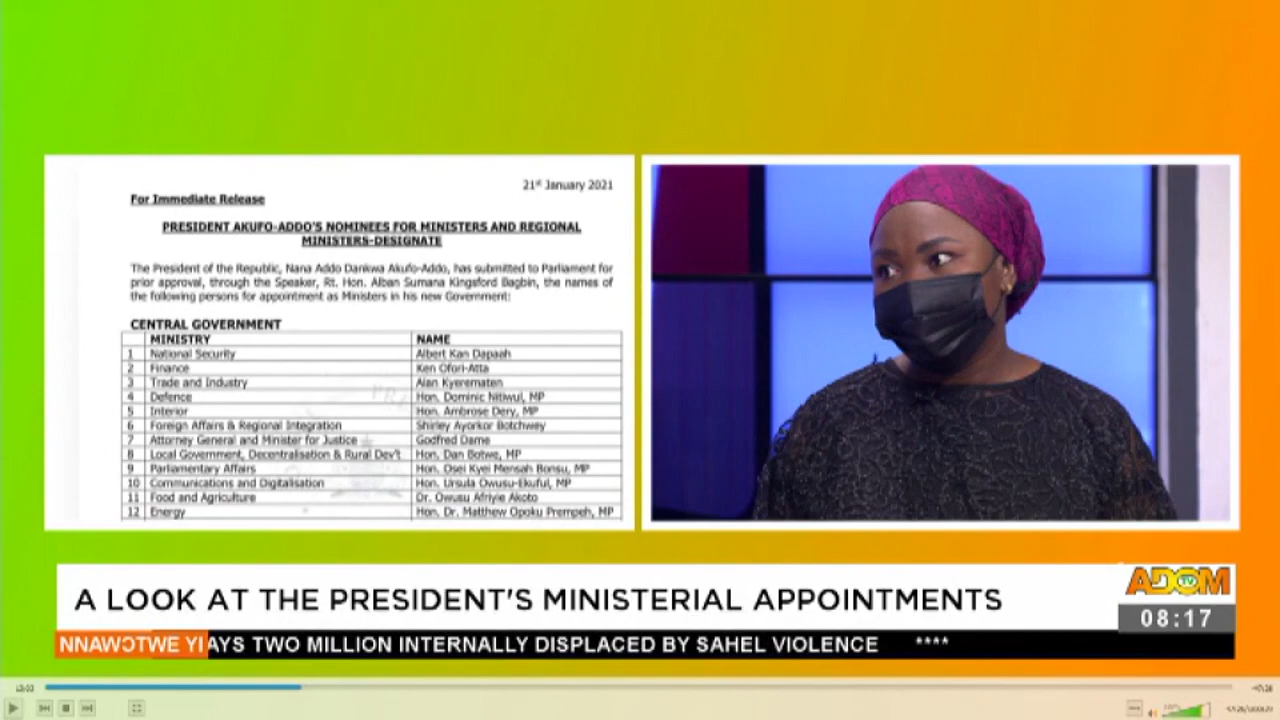 21st January 2021
For Immediate Release
PRESIDENT AKUFO-ADDO'S NOMINEES FOR MINISTERS AND REGIONAL
MINISTERS-DESIGNATE
The President of the Republic, Nana Addo Dankwa Akufo-Addo, has submitted to Parliament for
prior approval, through the Speaker, Rt. Hon. Alban Sumana Kingsford Bagbin, the names of
the following persons for appointment as Ministers in his new Government:
CENTRAL GOVERNMENT
MINISTRY NAME
1 National Security Albert Kan Dapaah
2 Finance Ken Ofori-Atta
3 Trade and Industry Alan Kyerematen
4 Defence Hon. Dominic Nitiwul, MP
5 Interior Hon. Ambrose Dery, MP
6 Foreign Affairs & Regional Integration Shirley Ayorkor Botchwey
7 Attorney General and Minister for Justice Godfred Dame
8 Local Government, Decentralisation & Rural Dev't Hon. Dan Botwe, MP
9 Parliamentary Affairs Hon. Osei Kyei Mensah Bonsu, MP
10 Communications and Digitalisation Hon. Ursula Owusu-Ekuful, MP
11 Food and Agriculture Dr. Owusu Afriyie Akoto
12 Energy Hon. Dr. Matthew Opoku Prempeh, MP
A LOOK AT THE PRESIDENT'S MINISTERIAL APPOINTMENTS
ADOM TV
08:17
NNAWƆTWE YI AYS TWO MILLION INTERNALLY DISPLACED BY SAHEL VIOLENCE ****